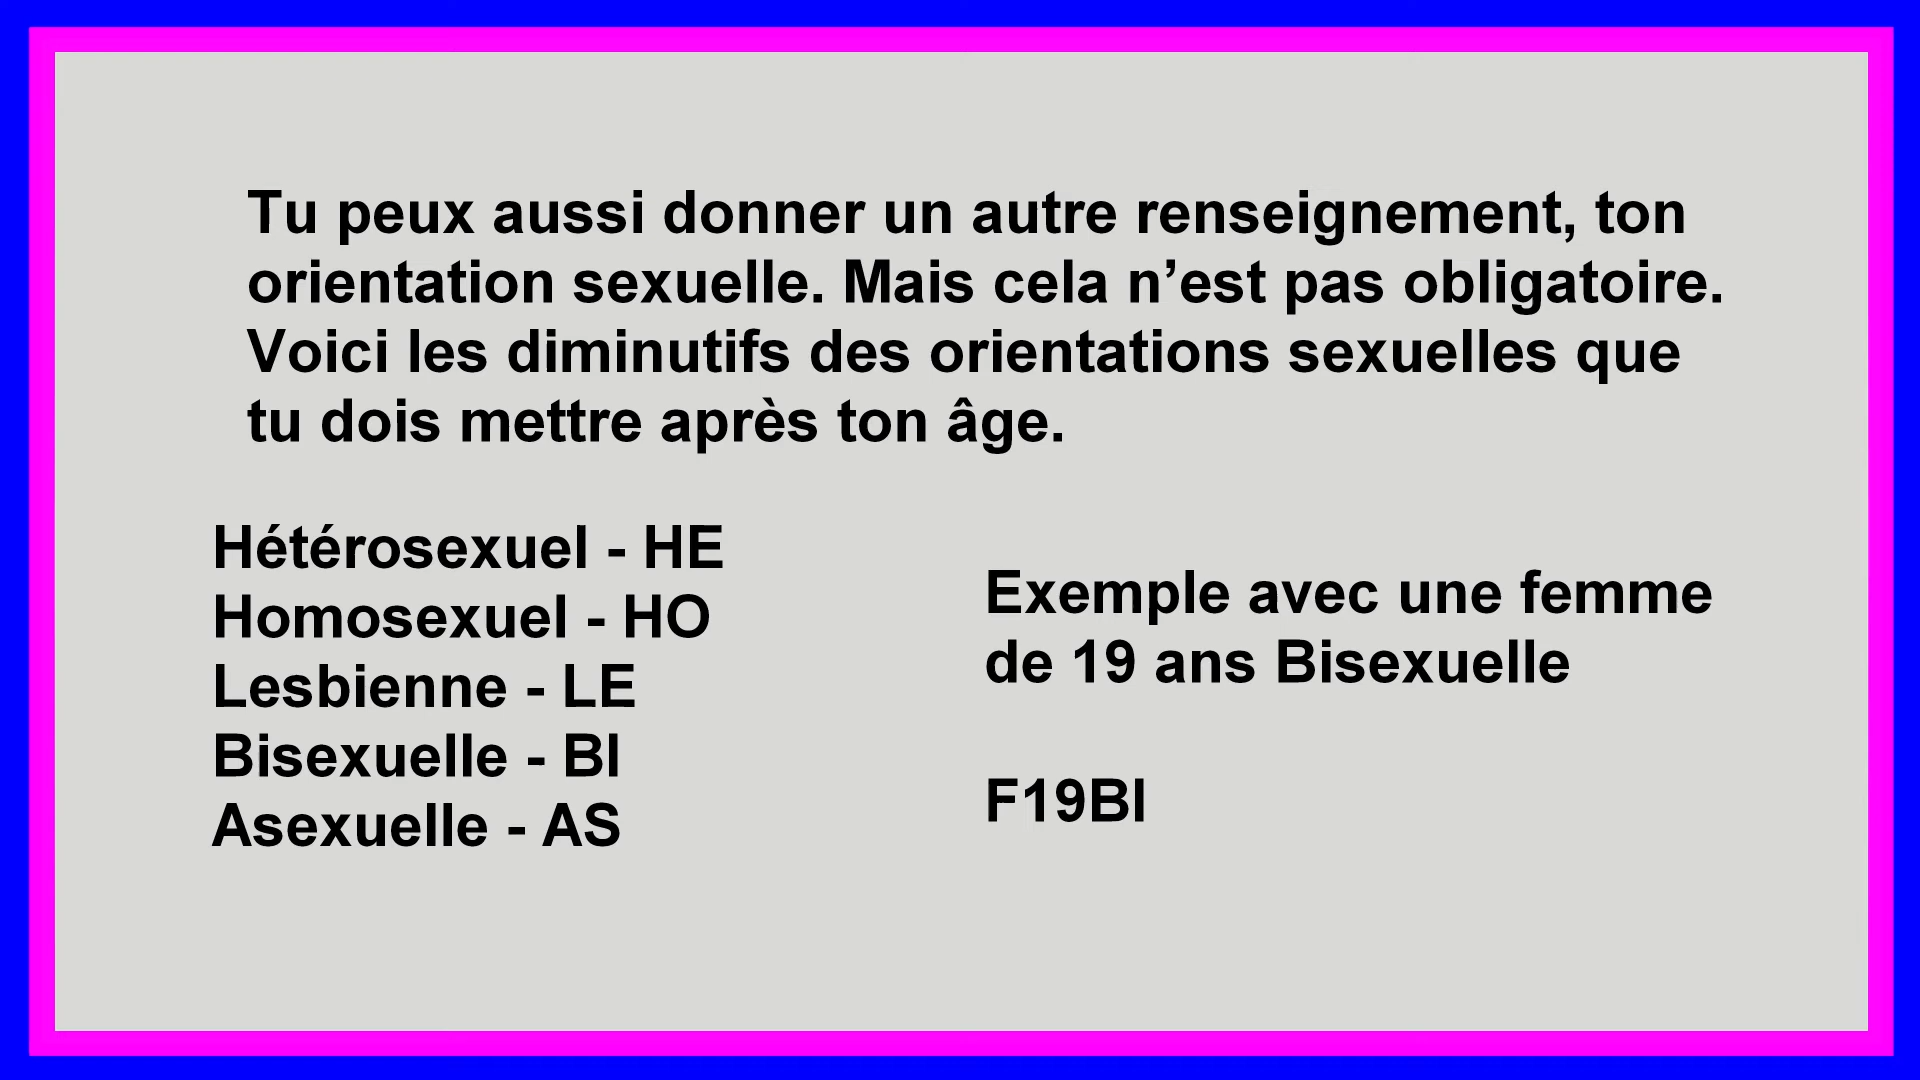 Tu peux aussi donner un autre renseignement, ton
orientation sexuelle. Mais cela n’est pas obligatoire.
Voici les diminutifs des orientations sexuelles que
tu dois mettre après ton âge.
Hétérosexuel - HE
Homosexuel - HO
Lesbienne - LE
Bisexuelle - BI
Asexuelle - AS
Exemple avec une femme
de 19 ans Bisexuelle
F19BI